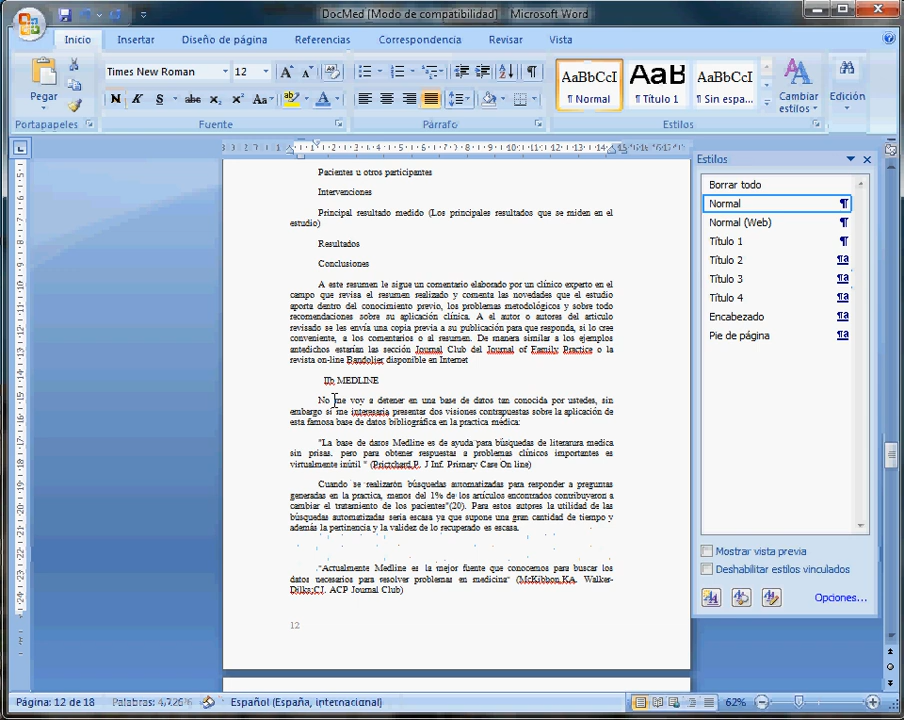 DocMed [Modo de compatibilidad] - Microsoft Word
Inicio Insertar Diseño de página Referencias Correspondencia Revisar Vista
Times New Roman 12
AaBbCcI AaB AaBbCcI
Pegar
N K S abe x₂ x² Aa ab A
¶ Normal ¶ Título 1 ¶ Sin espa...
Cambiar estilos Edición
Portapapeles Fuente Párrafo Estilos
Pacientes u otros participantes
Intervenciones
Principal resultado medido (Los principales resultados que se miden en el
estudio)
Resultados
Conclusiones
A este resumen le sigue un comentario elaborado por un clínico experto en el
campo que revisa el resumen realizado y comenta las novedades que el estudio
aporta dentro del conocimiento previo, los problemas metodológicos y sobre todo
recomendaciones sobre su aplicación clínica. A el autor o autores del articulo
revisado se les envía una copia previa a su publicación para que responda, si lo cree
conveniente, a los comentarios o al resumen. De manera similar a los ejemplos
antedichos estarían las sección Journal Club del Journal of Family Practice o la
revista on-line Bandolier disponible en Internet
IIb MEDLINE
No me voy a detener en una base de datos tan conocida por ustedes, sin
embargo si me interesaria presentar dos visiones contrapuestas sobre la aplicación de
esta famosa base de datos bibliográfica en la practica médica:
"La base de datos Medline es de ayuda para búsquedas de literatura medica
sin prisas, pero para obtener respuestas a problemas clínicos importantes es
virtualmente inútil " (Prictchard,P. J Inf. Primary Care On line)
Cuando se realizarón búsquedas automatizadas para responder a preguntas
generadas en la practica, menos del 1% de los artículos encontrados contribuyeron a
cambiar el tratamiento de los pacientes"(20). Para estos autores la utilidad de las
búsquedas automatizadas seria escasa ya que supone una gran cantidad de tiempo y
además la pertinencia y la validez de lo recuperado es escasa.
"Actualmente Medline es la mejor fuente que conocemos para buscar los
datos necesarios para resolver problemas en medicina" (McKibbon,KA, Walker-
Dilks;CJ. ACP Journal Club)
12
Estilos
Borrar todo
Normal
Normal (Web)
Título 1
Título 2
Título 3
Título 4
Encabezado
Pie de página
Mostrar vista previa
Deshabilitar estilos vinculados
Opciones...
Página: 12 de 18 Palabras: Español (España, internacional) 62%